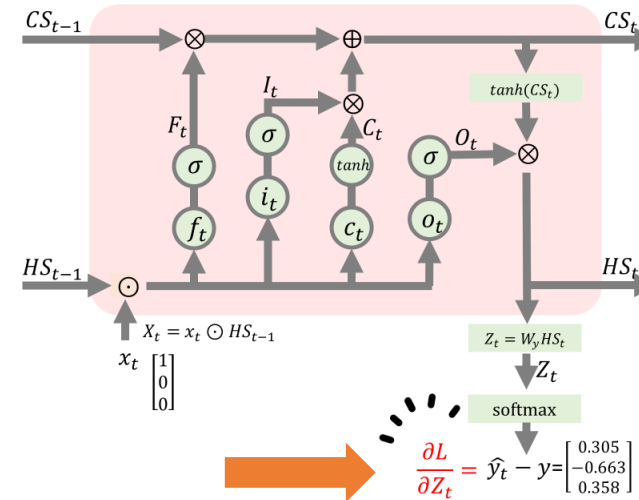 CS_{t−1}
CS_t
⊗
⊕
tanh(CS_t)
I_t
⊗
F_t
σ
C_t
σ
O_t
⊗
σ
tanh
i_t
f_t
c_t
o_t
HS_{t−1}
HS_t
⊙
X_t = x_t ⊙ HS_{t−1}
x_t [1 0 0]
Z_t = W_y HS_t
Z_t
softmax
∂L/∂Z_t = ŷ_t − y = [0.305 −0.663 0.358]